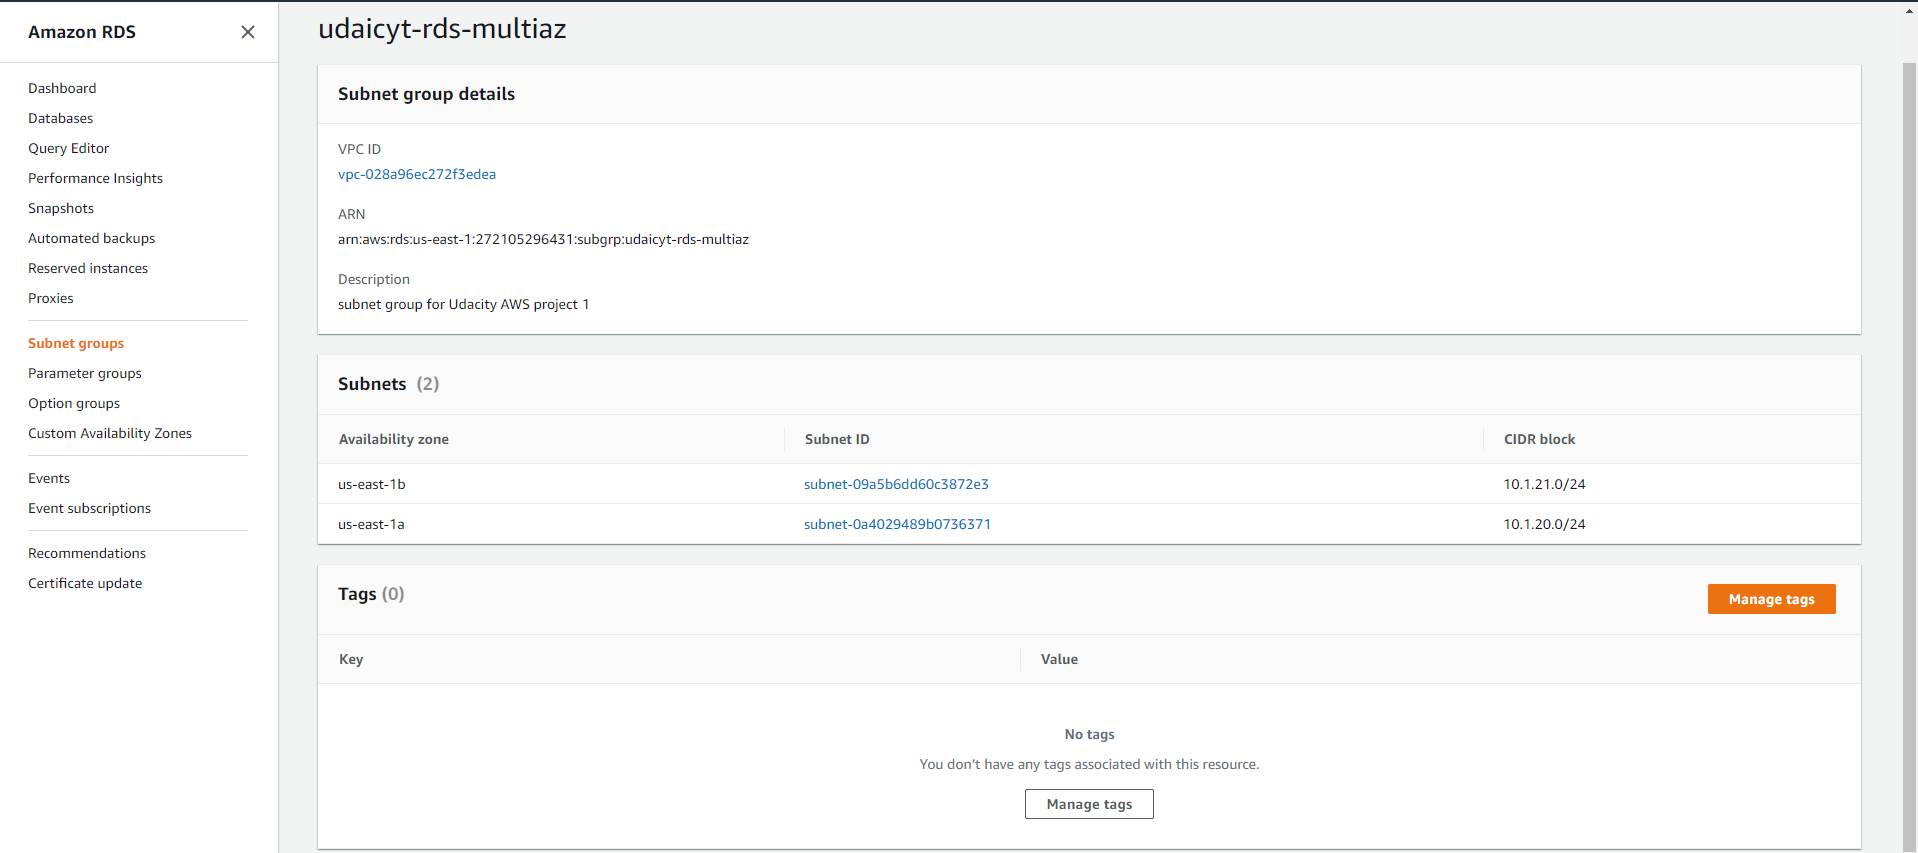 Amazon RDS
Dashboard
Databases
Query Editor
Performance Insights
Snapshots
Automated backups
Reserved instances
Proxies
Subnet groups
Parameter groups
Option groups
Custom Availability Zones
Events
Event subscriptions
Recommendations
Certificate update
udaicyt-rds-multiaz
Subnet group details
VPC ID
vpc-028a96ec272f3edea
ARN
arn:aws:rds:us-east-1:272105296431:subgrp:udaicyt-rds-multiaz
Description
subnet group for Udacity AWS project 1
Subnets (2)
Availability zone Subnet ID CIDR block
us-east-1b subnet-09a5b6dd60c3872e3 10.1.21.0/24
us-east-1a subnet-0a4029489b0736371 10.1.20.0/24
Tags (0) Manage tags
Key Value
No tags
You don't have any tags associated with this resource.
Manage tags